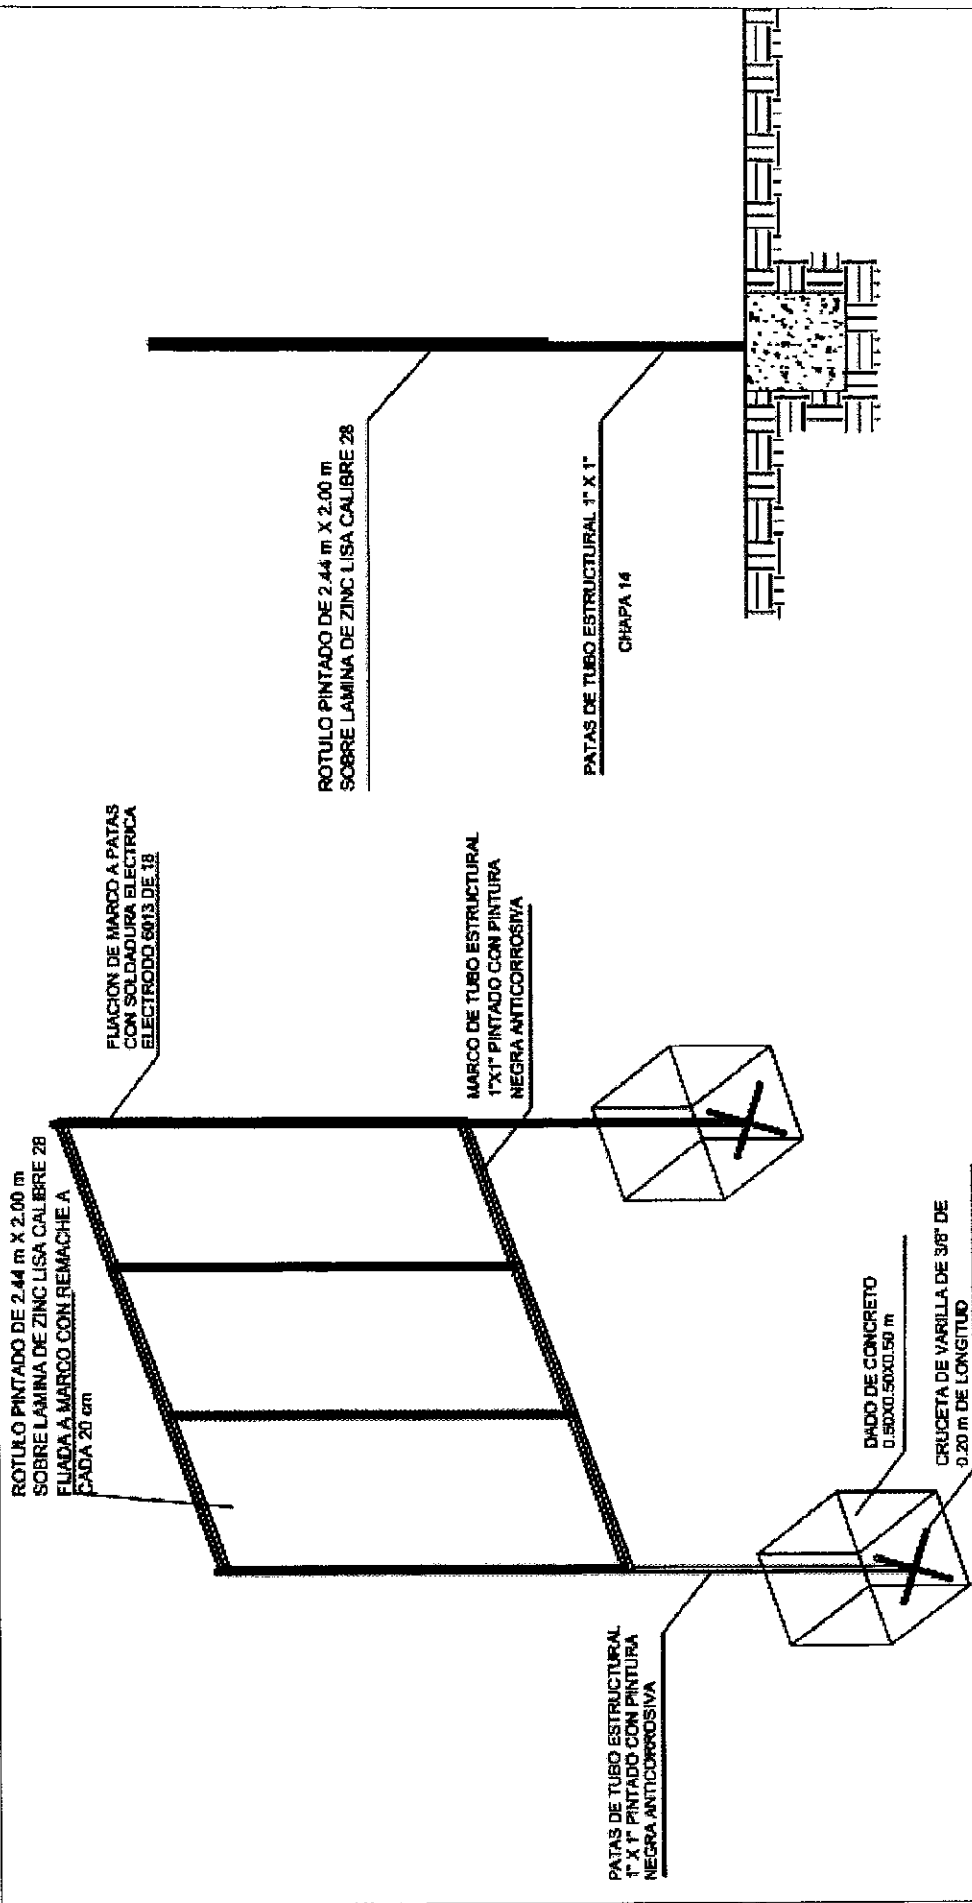 ROTULO PINTADO DE 2.44 m X 2.00 m
SOBRE LAMINA DE ZINC LISA CALIBRE 28
FIJADA A MARCO CON REMACHE A
CADA 20 cm
FIJACION DE MARCO A PATAS
CON SOLDADURA ELECTRICA
ELECTRODO 6013 DE 18
MARCO DE TUBO ESTRUCTURAL
1"X1" PINTADO CON PINTURA
NEGRA ANTICORROSIVA
PATAS DE TUBO ESTRUCTURAL
1" X 1" PINTADO CON PINTURA
NEGRA ANTICORROSIVA
DADO DE CONCRETO
0.50X0.50X0.50 m
CRUCETA DE VARILLA DE 3/8" DE
0.20 m DE LONGITUD
ROTULO PINTADO DE 2.44 m X 2.00 m
SOBRE LAMINA DE ZINC LISA CALIBRE 28
PATAS DE TUBO ESTRUCTURAL 1" X 1"
CHAPA 14